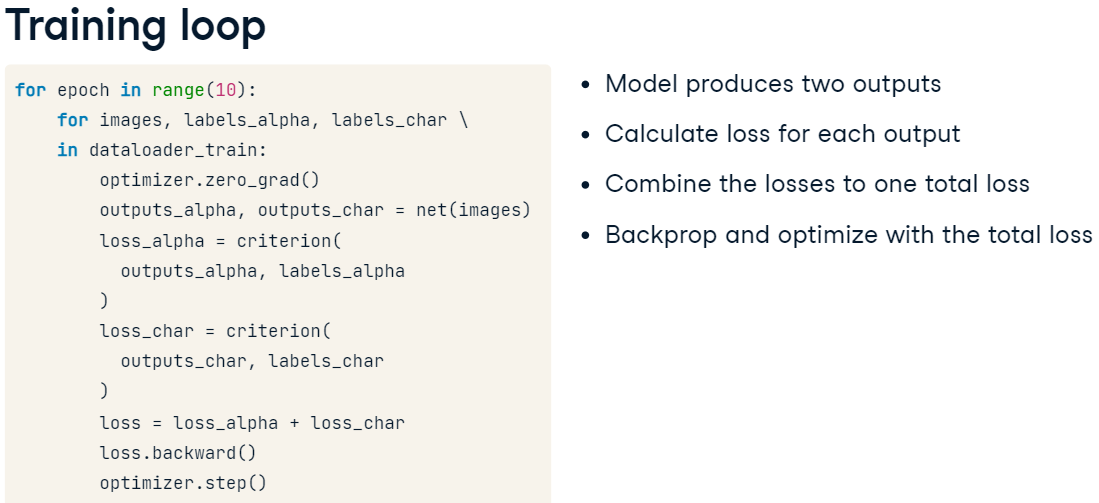 Training loop
for epoch in range(10):
    for images, labels_alpha, labels_char \
    in dataloader_train:
        optimizer.zero_grad()
        outputs_alpha, outputs_char = net(images)
        loss_alpha = criterion(
          outputs_alpha, labels_alpha
        )
        loss_char = criterion(
          outputs_char, labels_char
        )
        loss = loss_alpha + loss_char
        loss.backward()
        optimizer.step()
• Model produces two outputs
• Calculate loss for each output
• Combine the losses to one total loss
• Backprop and optimize with the total loss